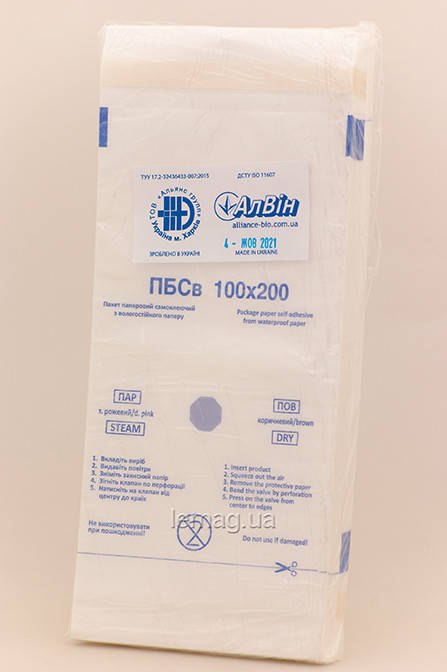 ТУУ 17.2-32436433-007:2015
ДСТУ ISO 11607
ТОВ "Альянс групп"
Україна м. Харків
АлВін
alliance-bio.com.ua
4 - ЖОВ 2021
ЗРОБЛЕНО В УКРАЇНІ
MADE IN UKRAINE
ПБСв 100x200
Пакет паперовий самоклеючий
з вологостійкого паперу
Package paper self-adhesive
from waterproof paper
ПАР
т. рожевий/d. pink
STEAM
ПОВ
коричневий/brown
DRY
1. Вкладіть виріб
2. Видавіть повітря
3. Зніміть захисний папір
4. Зігніть клапан по перфорації
5. Натисніть на клапан від
центру до країв
1. Insert product
2. Squeeze out the air
3. Remove the protective paper
4. Bend the valve by perforation
5. Press on the valve from
center to edges
lemag.ua
Не використовувати
при пошкодженні!
2
Do not use if damaged!